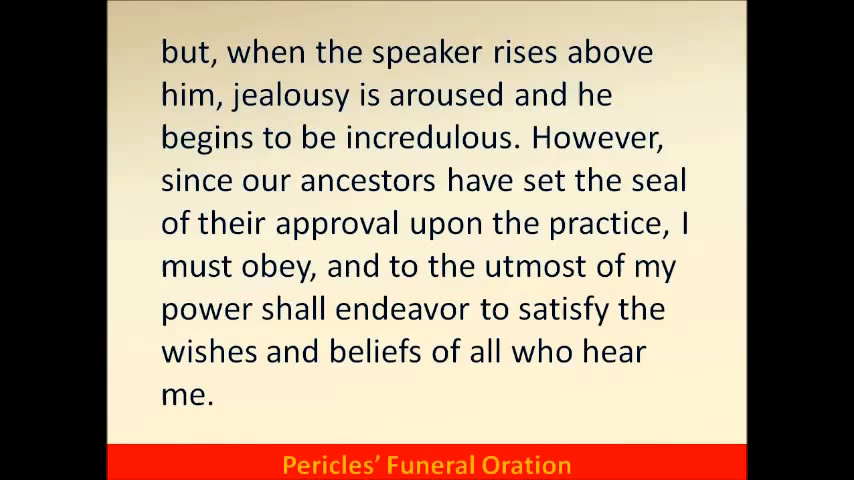 but, when the speaker rises above
him, jealousy is aroused and he
begins to be incredulous. However,
since our ancestors have set the seal
of their approval upon the practice, I
must obey, and to the utmost of my
power shall endeavor to satisfy the
wishes and beliefs of all who hear
me.
Pericles’ Funeral Oration